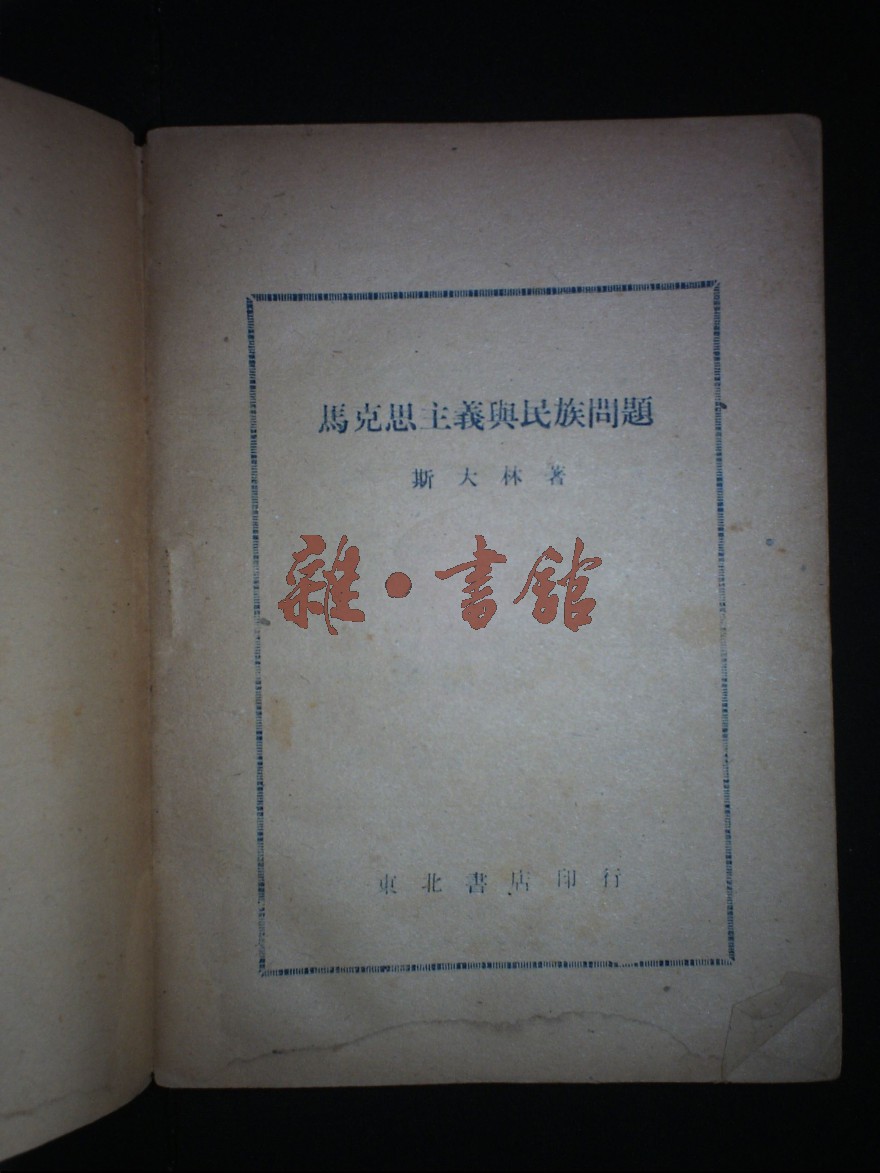 馬克思主義與民族問題
斯大林著
雜·書館
東北書店印行